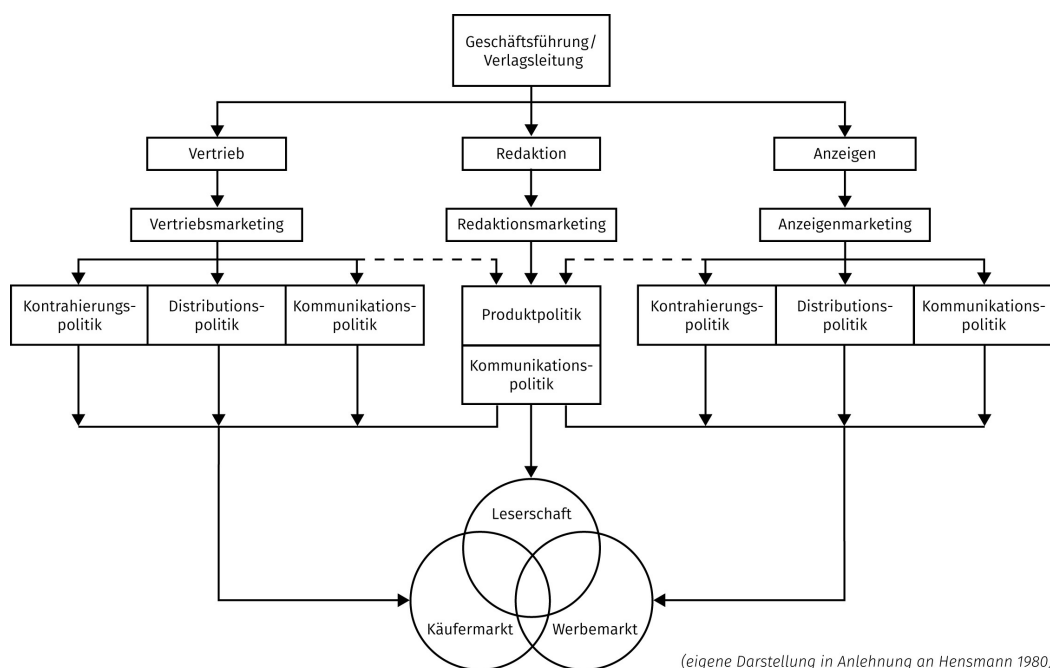 Geschäftsführung/
Verlagsleitung
Vertrieb
Redaktion
Anzeigen
Vertriebsmarketing
Redaktionsmarketing
Anzeigenmarketing
Kontrahierungs-
politik
Distributions-
politik
Kommunikations-
politik
Produktpolitik
Kommunikations-
politik
Kontrahierungs-
politik
Distributions-
politik
Kommunikations-
politik
Leserschaft
Käufermarkt
Werbemarkt
(eigene Darstellung in Anlehnung an Hensmann 1980)